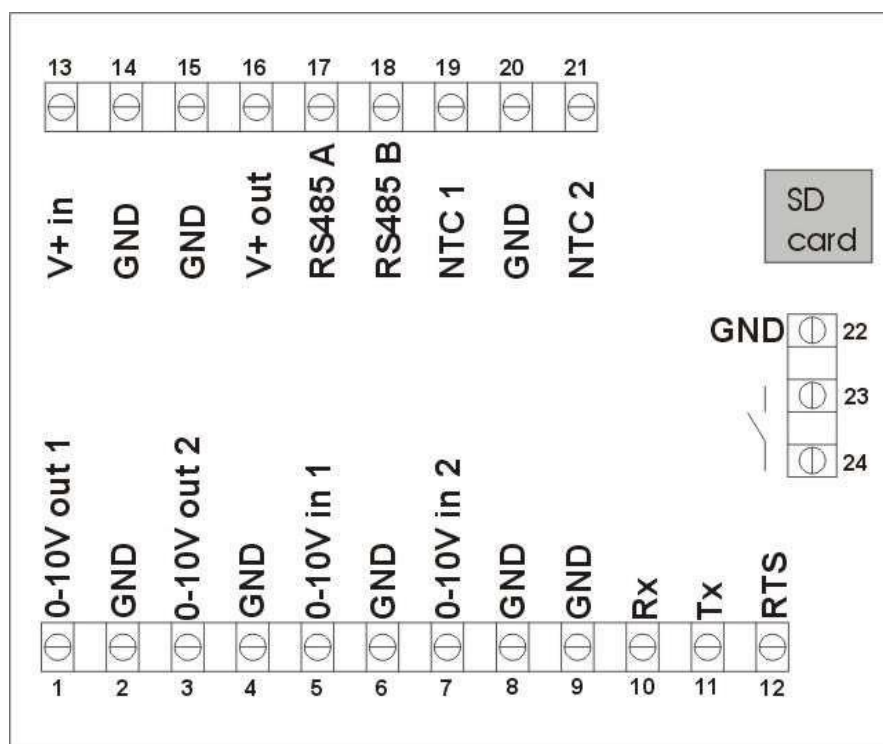 13 14 15 16 17 18 19 20 21
V+ in
GND
GND
V+ out
RS485 A
RS485 B
NTC 1
GND
NTC 2
SD
card
GND 22
23
24
0-10V out 1
GND
0-10V out 2
GND
0-10V in 1
GND
0-10V in 2
GND
GND
Rx
Tx
RTS
1 2 3 4 5 6 7 8 9 10 11 12